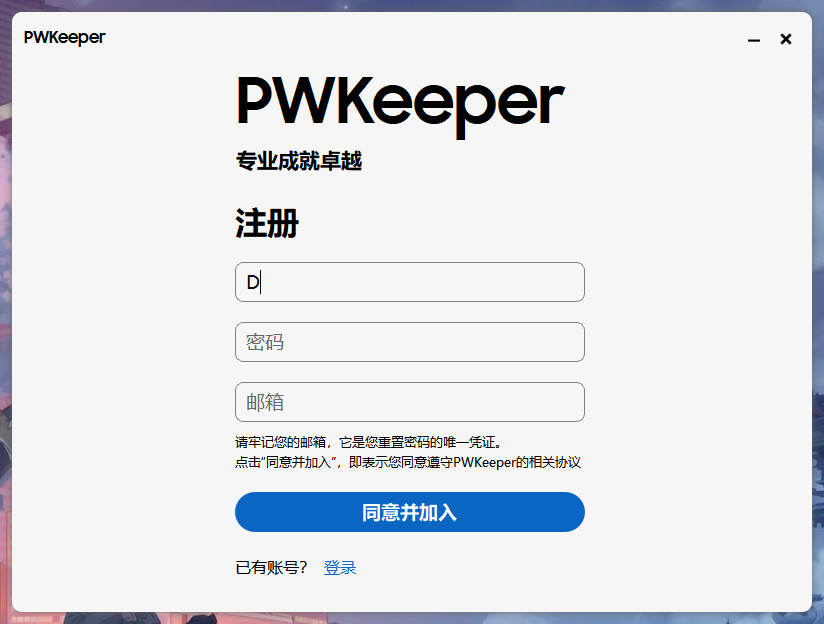 PWKeeper
PWKeeper
专业成就卓越
注册
D
密码
邮箱
请牢记您的邮箱，它是您重置密码的唯一凭证。
点击“同意并加入”，即表示您同意遵守PWKeeper的相关协议
同意并加入
已有账号？ 登录